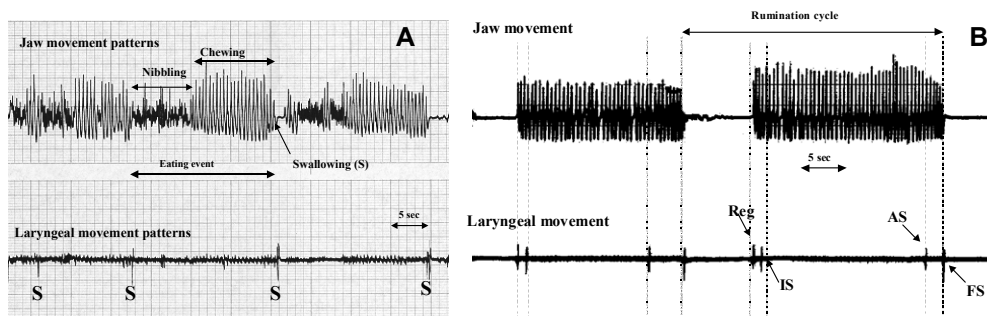 A
Jaw movement patterns
Chewing
Nibbling
Swallowing (S)
Eating event
5 sec
Laryngeal movement patterns
S
S
S
S
Rumination cycle
B
Jaw movement
5 sec
Reg
Laryngeal movement
AS
IS
FS